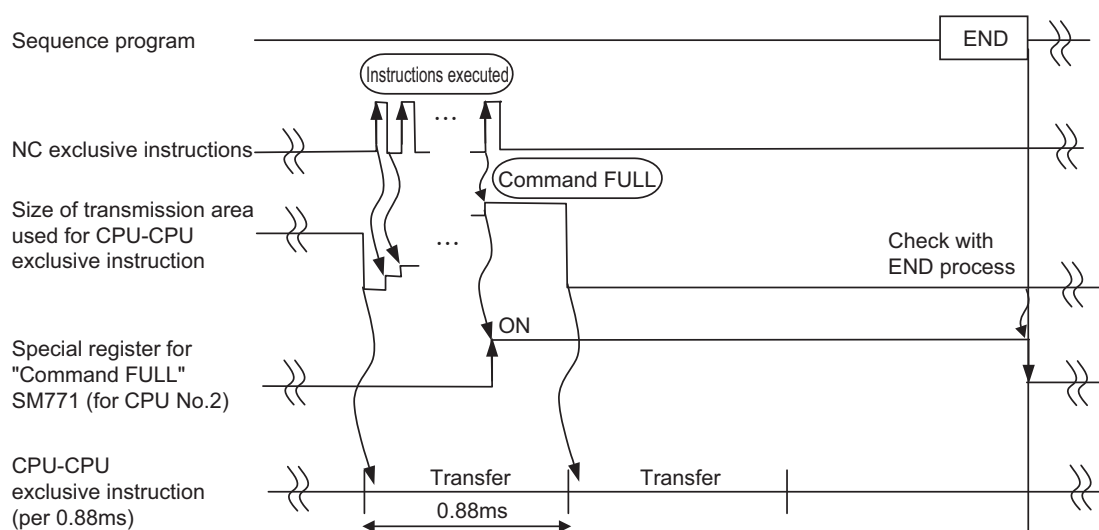 Sequence program
END
Instructions executed
...
NC exclusive instructions
Command FULL
Size of transmission area
used for CPU-CPU
exclusive instruction
...
Check with
END process
ON
Special register for
"Command FULL"
SM771 (for CPU No.2)
CPU-CPU
exclusive instruction
(per 0.88ms)
Transfer
Transfer
0.88ms